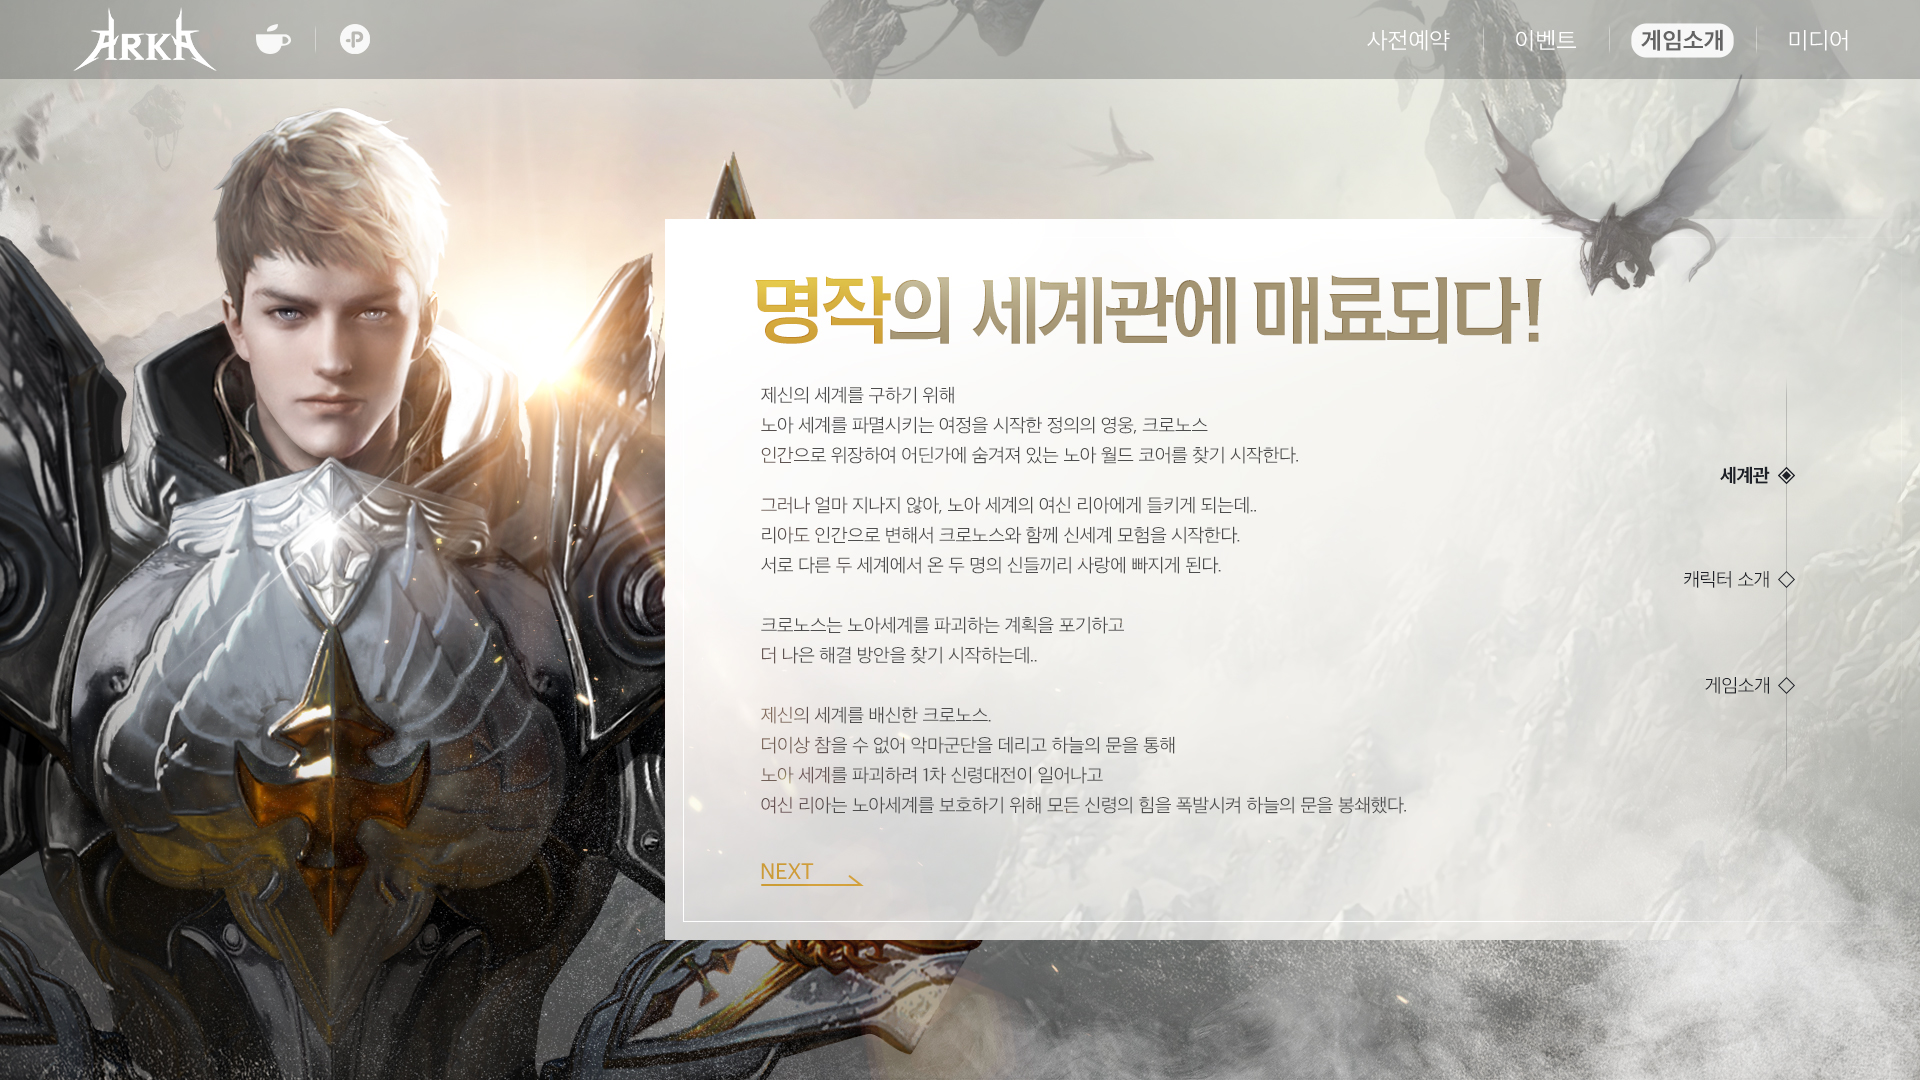 ARKA
사전예약
이벤트
게임소개
미디어
명작의 세계관에 매료되다!
제신의 세계를 구하기 위해
노아 세계를 파멸시키는 여정을 시작한 정의의 영웅, 크로노스
인간으로 위장하여 어딘가에 숨겨져 있는 노아 월드 코어를 찾기 시작한다.
그러나 얼마 지나지 않아, 노아 세계의 여신 리아에게 들키게 되는데..
리아도 인간으로 변해서 크로노스와 함께 신세계 모험을 시작한다.
서로 다른 두 세계에서 온 두 명의 신들끼리 사랑에 빠지게 된다.
크로노스는 노아세계를 파괴하는 계획을 포기하고
더 나은 해결 방안을 찾기 시작하는데..
제신의 세계를 배신한 크로노스.
더이상 참을 수 없어 악마군단을 데리고 하늘의 문을 통해
노아 세계를 파괴하려 1차 신령대전이 일어나고
여신 리아는 노아세계를 보호하기 위해 모든 신령의 힘을 폭발시켜 하늘의 문을 봉쇄했다.
NEXT
세계관
캐릭터 소개
게임소개